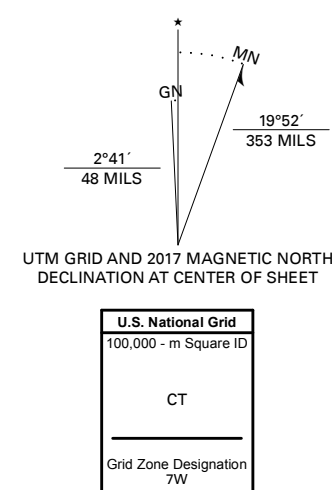 ★
MN
GN
19°52´
353 MILS
2°41´
48 MILS
UTM GRID AND 2017 MAGNETIC NORTH
DECLINATION AT CENTER OF SHEET
U.S. National Grid
100,000 - m Square ID
CT
Grid Zone Designation
7W